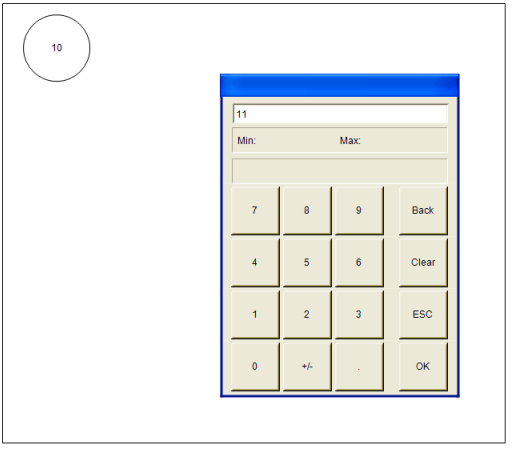 10
11
Min: Max:
7 8 9 Back
4 5 6 Clear
1 2 3 ESC
0 +/- . OK